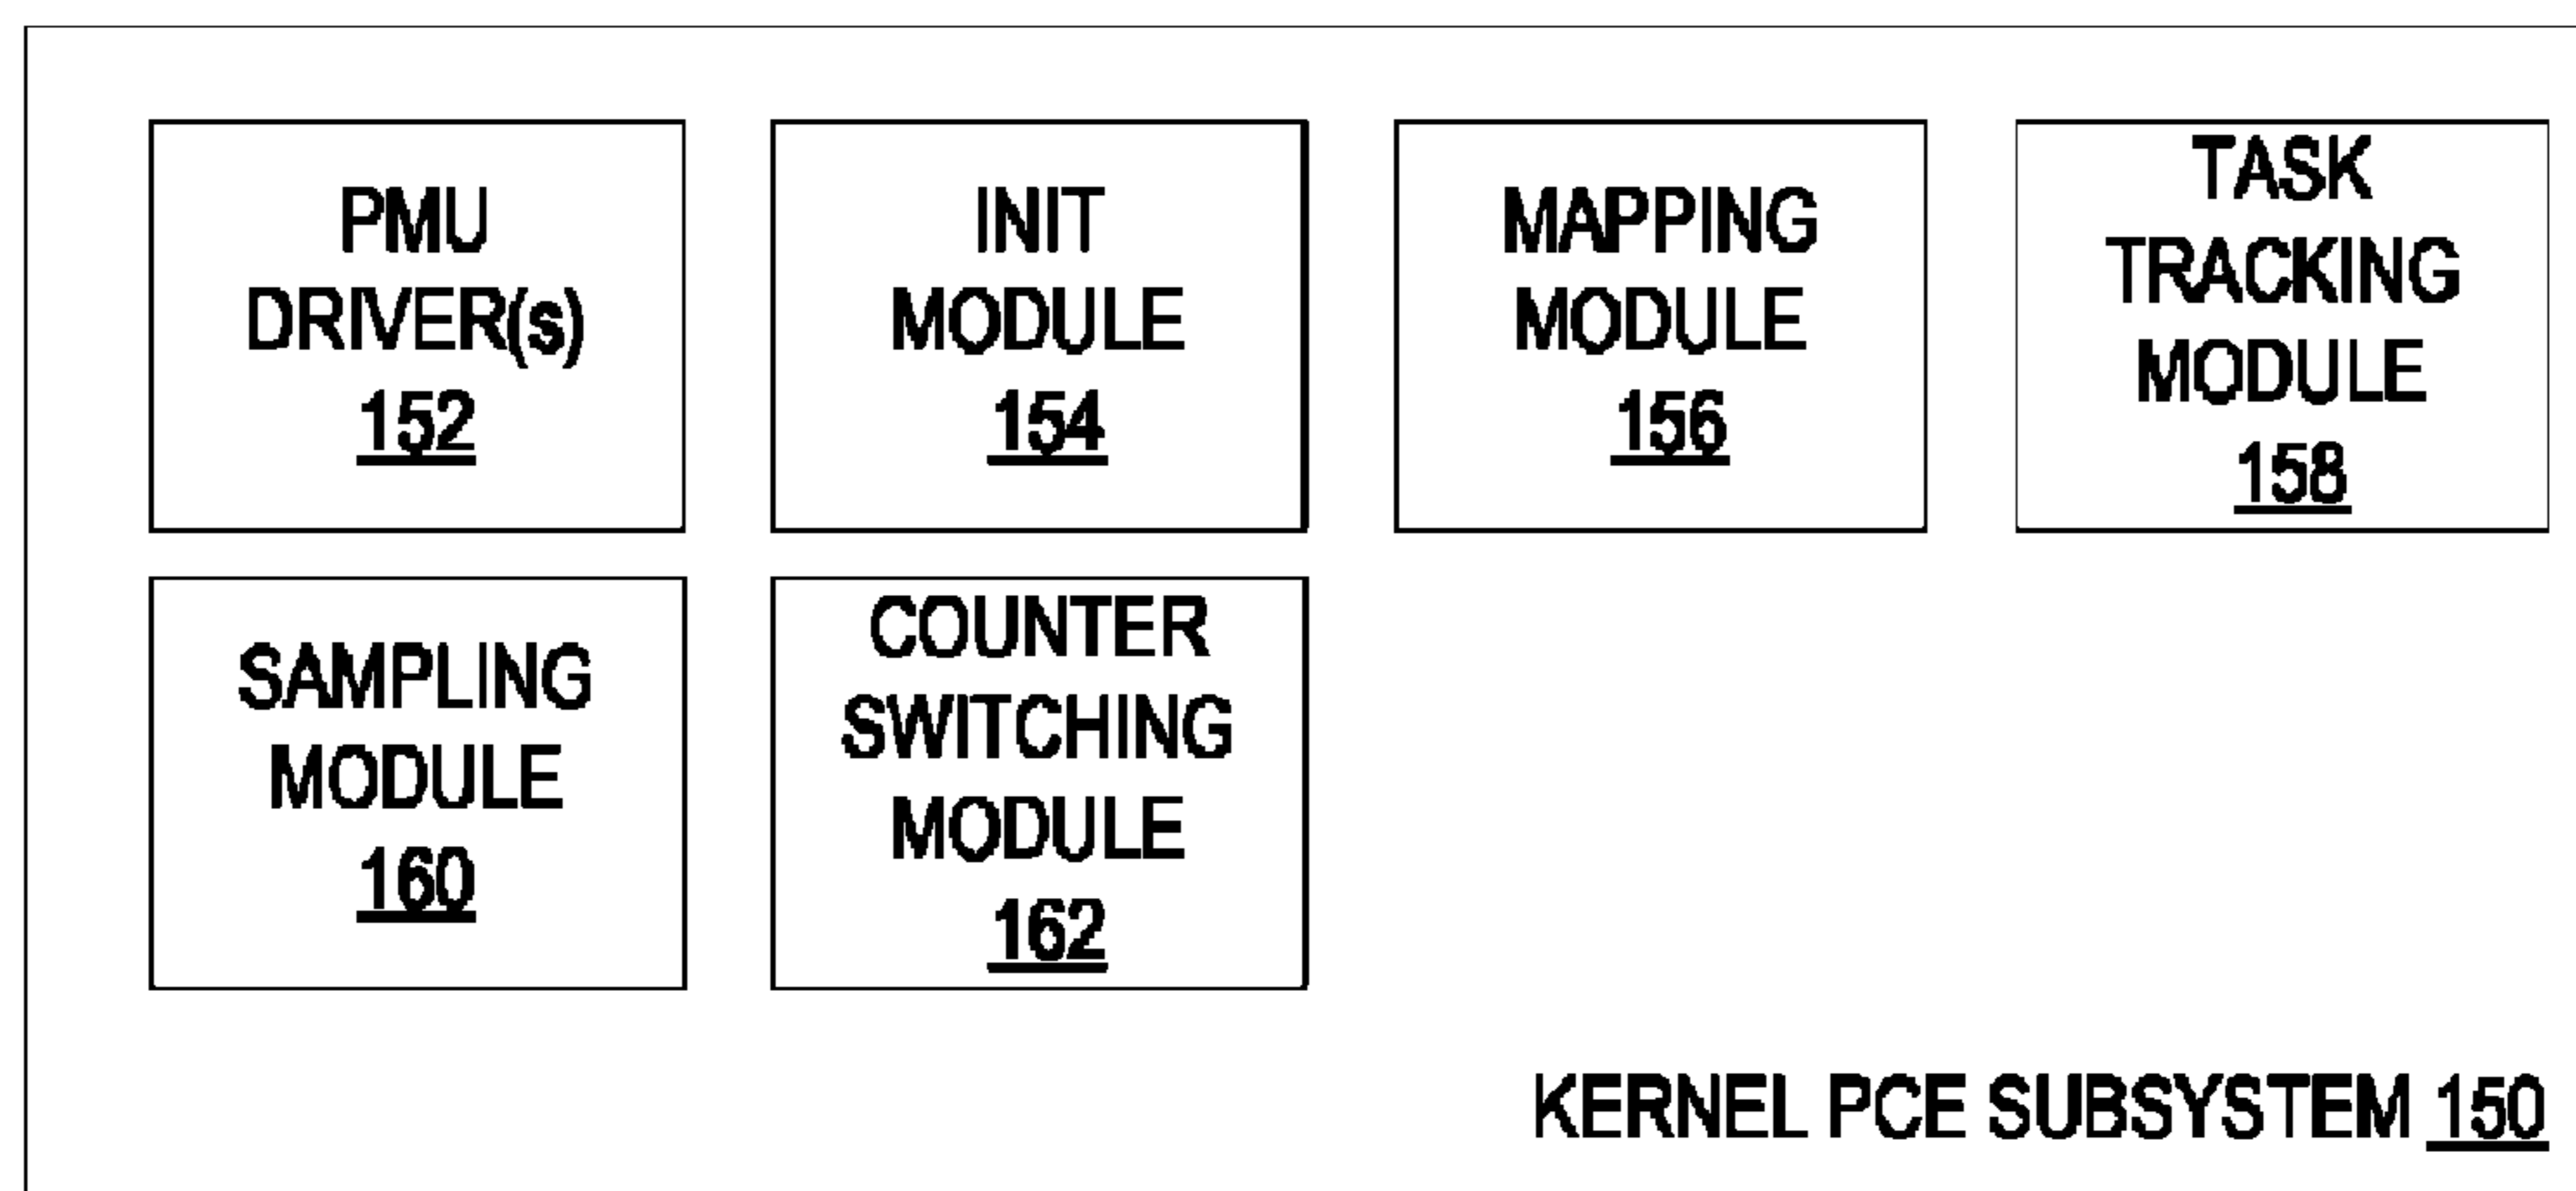 PMU
DRIVER(s)
152
INIT
MODULE
154
MAPPING
MODULE
156
TASK
TRACKING
MODULE
158
SAMPLING
MODULE
160
COUNTER
SWITCHING
MODULE
162
KERNEL PCE SUBSYSTEM 150